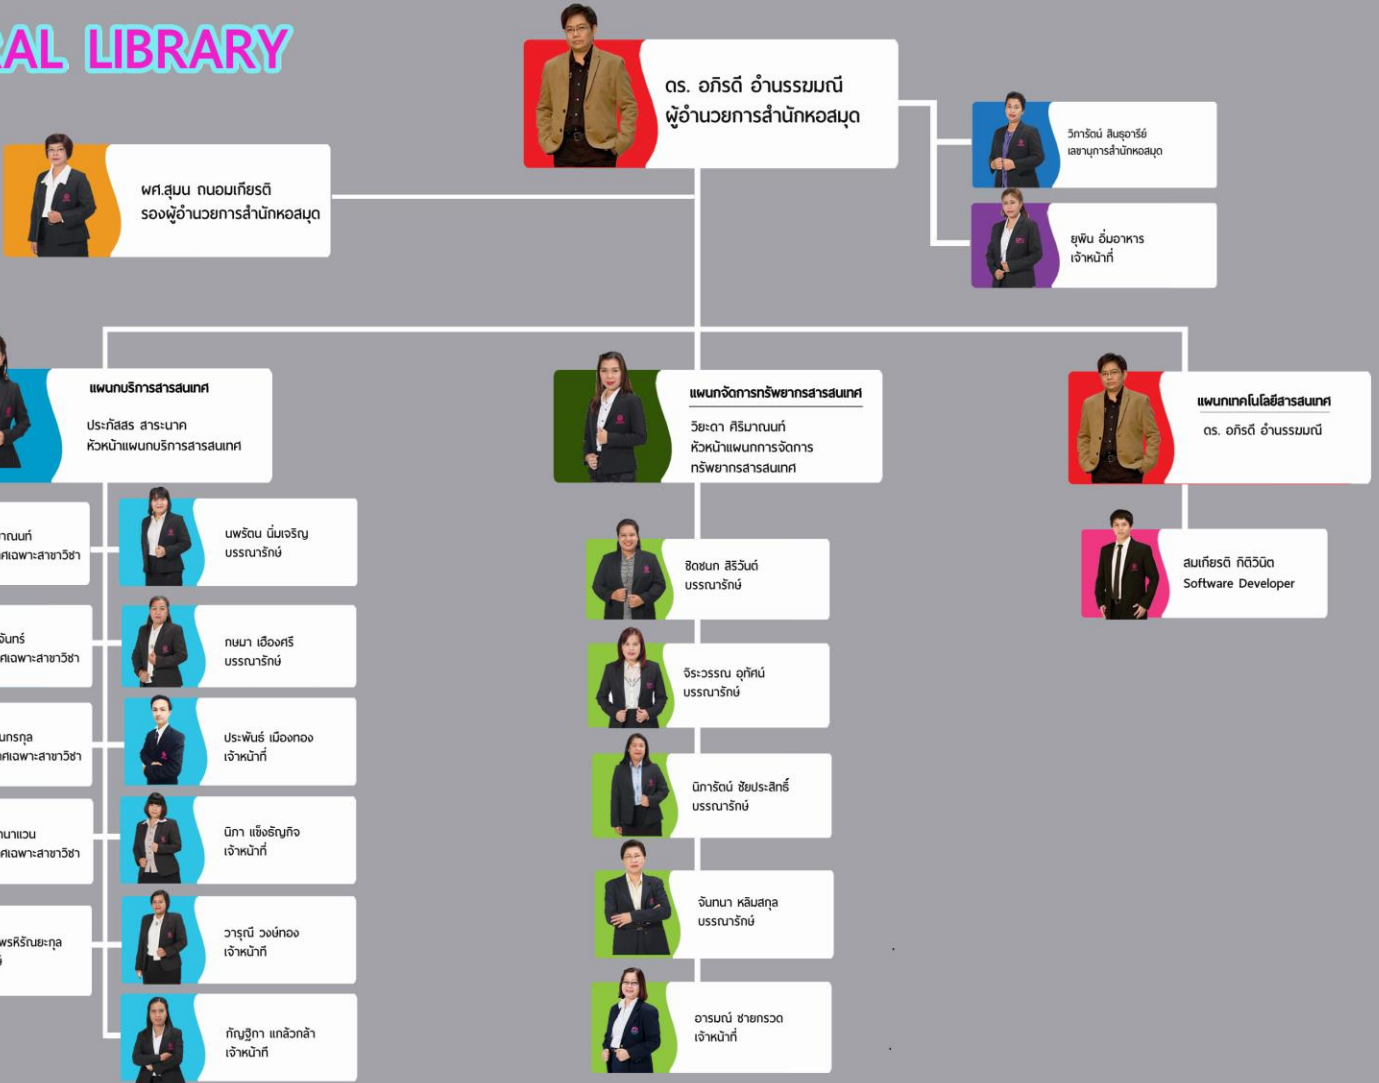 LIBRARY
ดร. อภิรดี อำนรรฆมณี
ผู้อำนวยการสำนักหอสมุด
วิการัตน์ สินธุอารีย์
เลขานุการสำนักหอสมุด
ผศ.สุมน ถนอมเกียรติ
รองผู้อำนวยการสำนักหอสมุด
ยุพิน อิ่มอาหาร
เจ้าหน้าที่
แผนกบริการสารสนเทศ
ประภัสสร สาระนาค
หัวหน้าแผนกบริการสารสนเทศ
แผนกจัดการทรัพยากรสารสนเทศ
วิยะดา ศิริมาณนท์
หัวหน้าแผนกการจัดการ
ทรัพยากรสารสนเทศ
แผนกเทคโนโลยีสารสนเทศ
ดร. อภิรดี อำนรรฆมณี
นพรัตน นิ่มเจริญ
บรรณารักษ์
กษมา เฮืองศรี
บรรณารักษ์
ประพันธ์ เมืองทอง
เจ้าหน้าที่
นิภา แข็งธัญกิจ
เจ้าหน้าที่
วารุณี วงษ์ทอง
เจ้าหน้าที
กัญฐิกา แกล้วกล้า
เจ้าหน้าที
ชิดชนก สิริวันต์
บรรณารักษ์
จิระวรรณ อุทัศน์
บรรณารักษ์
นิภารัตน์ ชัยประสิทธิ์
บรรณารักษ์
จันทนา หลิมสกุล
บรรณารักษ์
อารมณ์ ชายกรวด
เจ้าหน้าที่
สมเกียรติ กิติวินิต
Software Developer